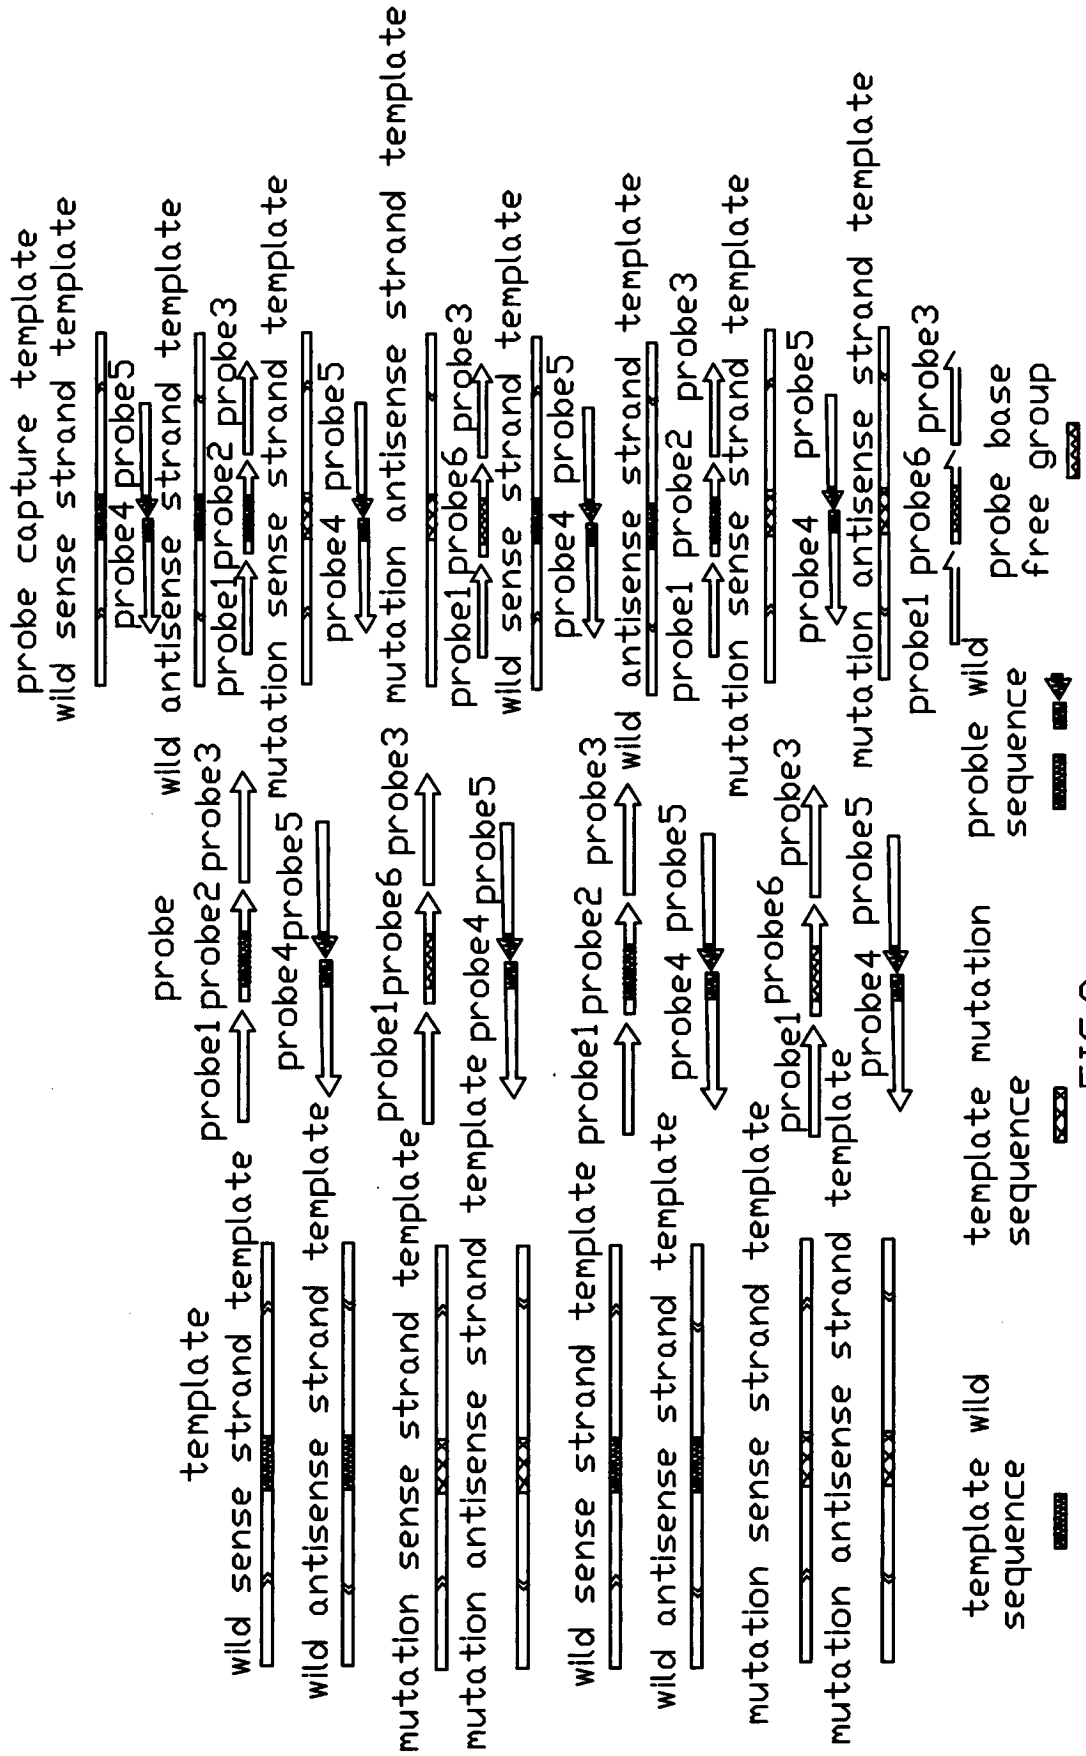 template
wild sense strand template
wild antisense strand template
mutation sense strand template
mutation antisense strand template
wild sense strand template
wild antisense strand template
mutation sense strand template
mutation antisense strand template
probe
probe1 probe2 probe3
probe4 probe5
probe1 probe6 probe3
probe4 probe5
probe1 probe2 probe3
probe4 probe5
probe1 probe6 probe3
probe4 probe5
probe capture template
wild sense strand template
probe4 probe5
wild antisense strand template
probe1 probe2 probe3
mutation sense strand template
probe4 probe5
mutation antisense strand template
probe1 probe6 probe3
wild sense strand template
probe4 probe5
wild antisense strand template
probe1 probe2 probe3
mutation sense strand template
probe4 probe5
mutation antisense strand template
probe1 probe6 probe3
template wild
sequence
template mutation
sequence
proble wild
sequence
probe base
free group